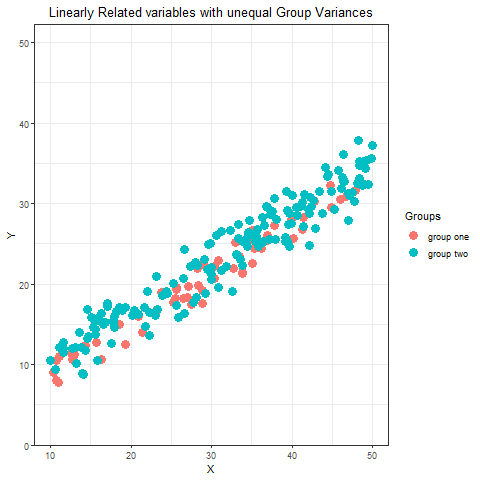 Linearly Related variables with unequal Group Variances
50
40
30
20
10
0
Y
10
20
30
40
50
X
Groups
group one
group two